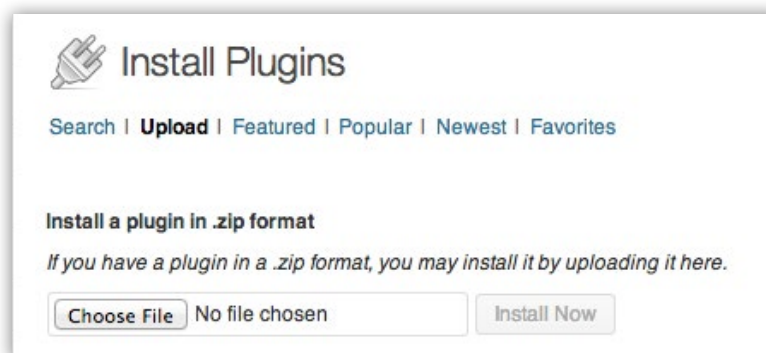 Install Plugins
Search | Upload | Featured | Popular | Newest | Favorites
Install a plugin in .zip format
If you have a plugin in a .zip format, you may install it by uploading it here.
Choose File No file chosen Install Now